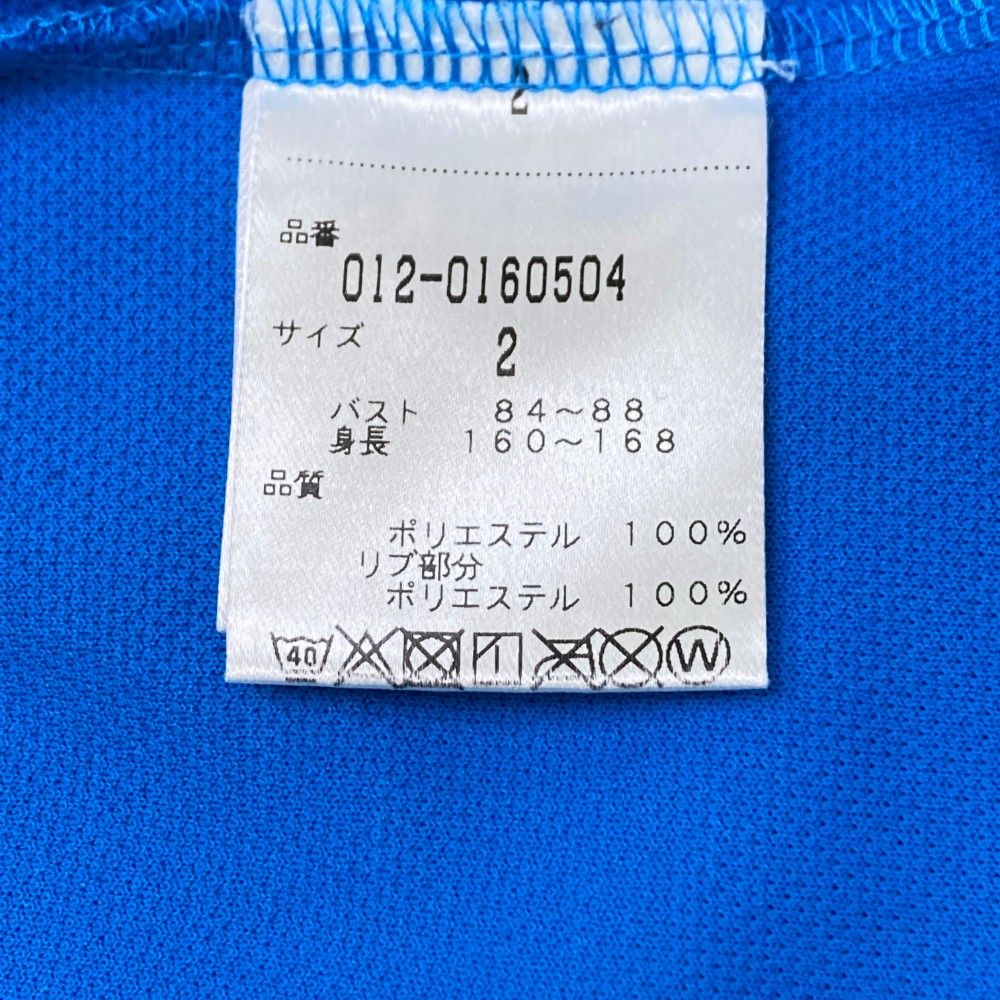 2
品番
012-0160504
サイズ 2
バスト 84～88
身長 160～168
品質
ポリエステル 100%
リブ部分
ポリエステル 100%
40 W